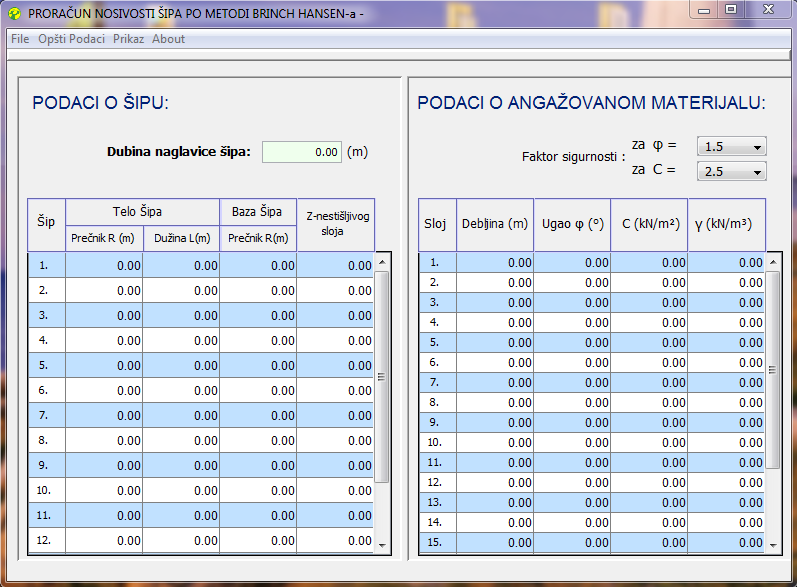 PRORAČUN NOSIVOSTI ŠIPA PO METODI BRINCH HANSEN-a -
File Opšti Podaci Prikaz About
PODACI O ŠIPU:
Dubina naglavice šipa: 0.00 (m)
Šip Telo Šipa Baza Šipa Z-nestišljivog sloja
Prečnik R (m) Dužina L(m) Prečnik R(m)
1. 0.00 0.00 0.00 0.00
2. 0.00 0.00 0.00 0.00
3. 0.00 0.00 0.00 0.00
4. 0.00 0.00 0.00 0.00
5. 0.00 0.00 0.00 0.00
6. 0.00 0.00 0.00 0.00
7. 0.00 0.00 0.00 0.00
8. 0.00 0.00 0.00 0.00
9. 0.00 0.00 0.00 0.00
10. 0.00 0.00 0.00 0.00
11. 0.00 0.00 0.00 0.00
12. 0.00 0.00 0.00 0.00
PODACI O ANGAŽOVANOM MATERIJALU:
Faktor sigurnosti :
za φ = 1.5
za C = 2.5
Sloj Debljina (m) Ugao φ (°) C (kN/m²) γ (kN/m³)
1. 0.00 0.00 0.00 0.00
2. 0.00 0.00 0.00 0.00
3. 0.00 0.00 0.00 0.00
4. 0.00 0.00 0.00 0.00
5. 0.00 0.00 0.00 0.00
6. 0.00 0.00 0.00 0.00
7. 0.00 0.00 0.00 0.00
8. 0.00 0.00 0.00 0.00
9. 0.00 0.00 0.00 0.00
10. 0.00 0.00 0.00 0.00
11. 0.00 0.00 0.00 0.00
12. 0.00 0.00 0.00 0.00
13. 0.00 0.00 0.00 0.00
14. 0.00 0.00 0.00 0.00
15. 0.00 0.00 0.00 0.00